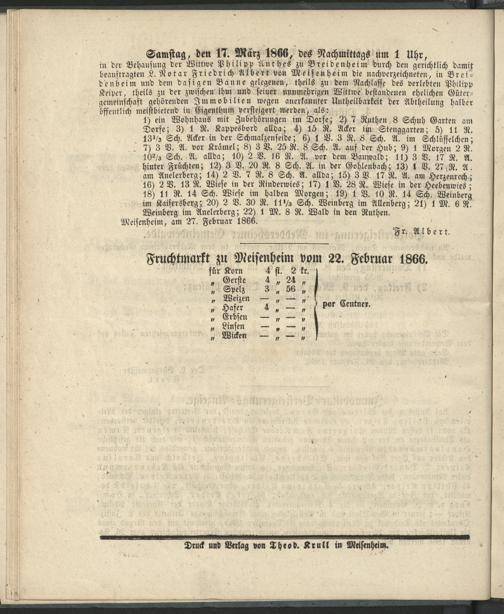 Samstag, den 17. März 1866, des Nachmittags um 1 Uhr,
in der Behausung der Wittwe Philipp Anthes zu Breidenheim durch den gerichtlich damit
beauftragten L. Notar Friedrich Albert von Meisenheim die nachverzeichneten, in Brei-
denheim und dem dasigen Banne gelegenen, theils zu dem Nachlasse des verlebten Philipp
Keiper, theils zu der zwischen ihm und seiner nunmehrigen Wittwe bestandenen ehelichen Güter-
gemeinschaft gehörenden Immobilien wegen anerkannter Untheilbarkeit der Abtheilung halber
öffentlich meistbietend in Eigenthum versteigert werden, als:
1) ein Wohnhaus mit Zubehörungen im Dorfe; 2) 7 Ruthen 8 Schuh Garten am
Dorfe; 3) 1 R. Kappesbord allda; 4) 15 R. Acker im Stenggarten; 5) 11 R.
13½ Sch. Acker in der Schmalzenseide; 6) 1 V. 3 R. 8 Sch. A. im Schlöffelchen;
7) 3 V. A. vor Krämel; 8) 3 V. 25 R. 8 Sch. A. auf der Hub; 9) 1 Morgen 2 R.
10²/₃ Sch. A. allda; 10) 2 V. 16 R. A. vor dem Bannwald; 11) 3 V. 17 R. A.
hinter Früchten; 12) 3 V. 20 R. 8 Sch. A. in der Gohlenbach; 13) 1 V. 27 R. A.
am Anelerberg; 14) 2 V. 7 R. 8 Sch. A. allda; 15) 3 V. 17 R. A. am Herzenroch;
16) 2 V. 13 R. Wiese in der Rinderwies; 17) 1 V. 28 R. Wiese in der Herbenwies;
18) 11 R. 14 Sch. Wiese im halben Morgen; 19) 1 V. 10 R. 14 Sch. Weinberg
im Kaisersberg; 20) 2 V. 30 R. 11¹/₃ Sch. Weinberg im Allenberg; 21) 1 M. 6 R.
Weinberg im Anelerberg; 22) 1 M. 8 R. Wald in den Ruthen.
Meisenheim, am 27. Februar 1866.
Fr. Albert.
Fruchtmarkt zu Meisenheim vom 22. Februar 1866.
für Korn 4 fl. 2 kr.
„ Gerste 4 „ 24 „
„ Spelz 3 „ 56 „
„ Weizen — „ — „
„ Hafer 4 „ — „
„ Erbsen — „ — „
„ Linsen — „ — „
„ Wicken — „ — „
per Centner.
Druck und Verlag von Theod. Krull in Meisenheim.